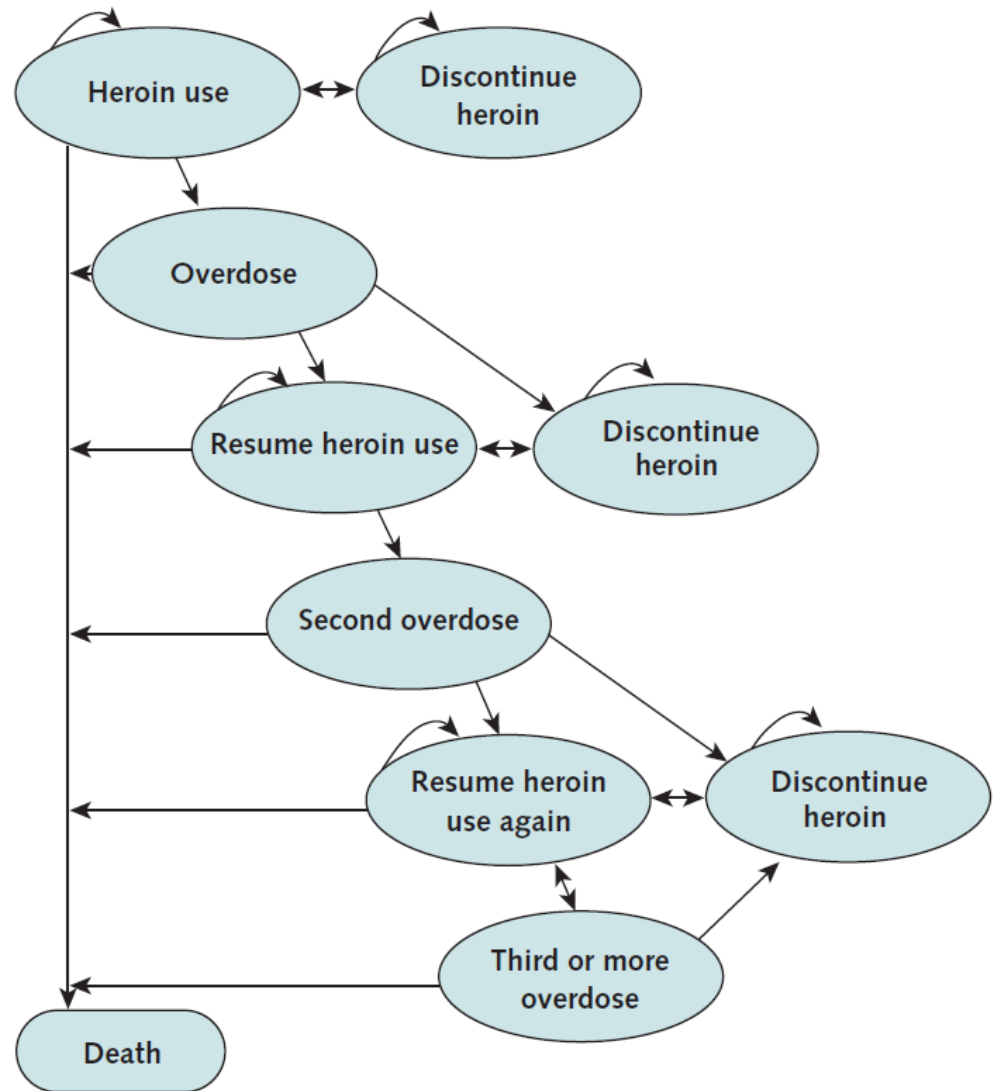 Heroin use
Discontinue
heroin
Overdose
Resume heroin use
Discontinue
heroin
Second overdose
Resume heroin
use again
Discontinue
heroin
Third or more
overdose
Death